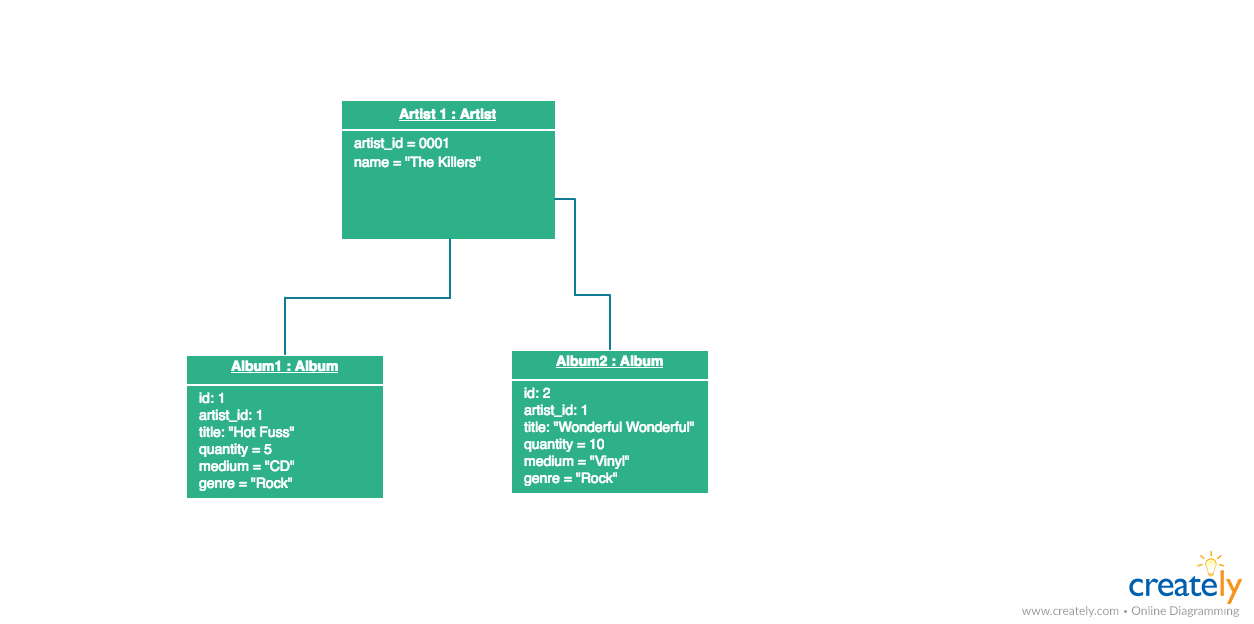 Artist 1 : Artist
artist_id = 0001
name = "The Killers"
Album1 : Album
id: 1
artist_id: 1
title: "Hot Fuss"
quantity = 5
medium = "CD"
genre = "Rock"
Album2 : Album
id: 2
artist_id: 1
title: "Wonderful Wonderful"
quantity = 10
medium = "Vinyl"
genre = "Rock"
creately
www.creately.com • Online Diagramming